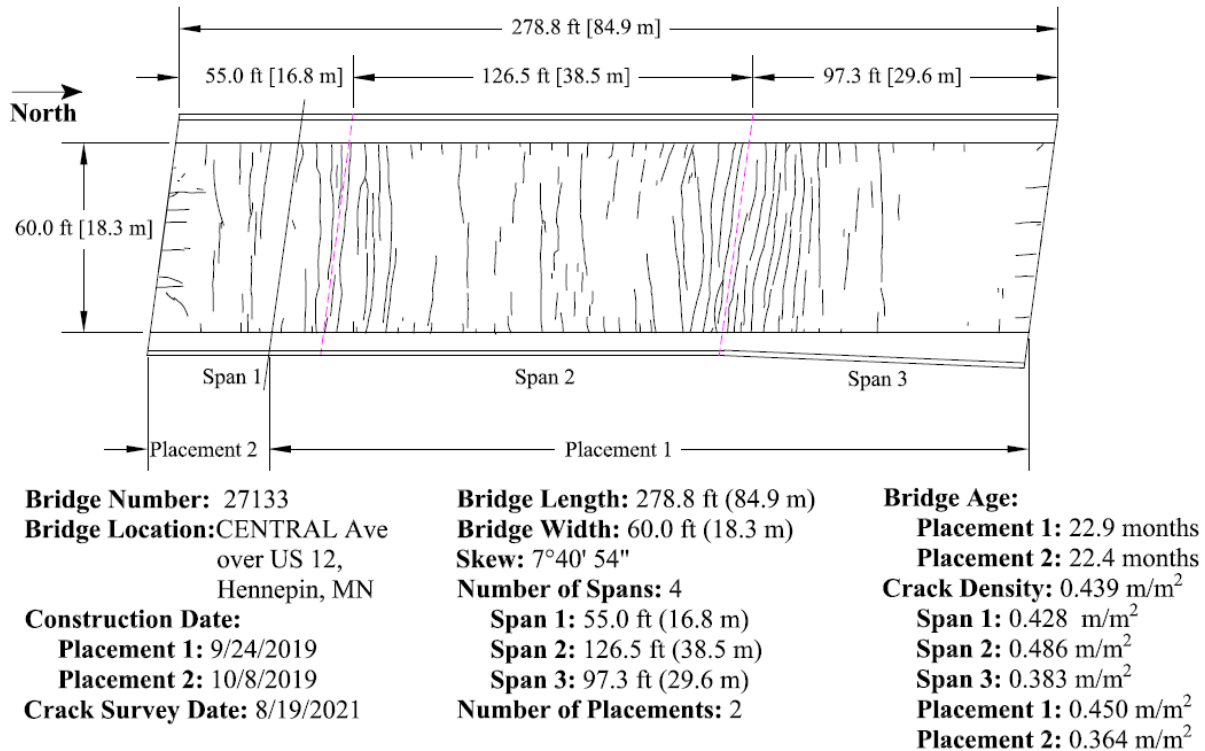 278.8 ft [84.9 m]
55.0 ft [16.8 m]
126.5 ft [38.5 m]
97.3 ft [29.6 m]
North
60.0 ft [18.3 m]
Span 1
Span 2
Span 3
Placement 2
Placement 1
Bridge Number: 27133
Bridge Location:CENTRAL Ave
over US 12,
Hennepin, MN
Construction Date:
Placement 1: 9/24/2019
Placement 2: 10/8/2019
Crack Survey Date: 8/19/2021
Bridge Length: 278.8 ft (84.9 m)
Bridge Width: 60.0 ft (18.3 m)
Skew: 7°40' 54"
Number of Spans: 4
Span 1: 55.0 ft (16.8 m)
Span 2: 126.5 ft (38.5 m)
Span 3: 97.3 ft (29.6 m)
Number of Placements: 2
Bridge Age:
Placement 1: 22.9 months
Placement 2: 22.4 months
Crack Density: 0.439 m/m²
Span 1: 0.428 m/m²
Span 2: 0.486 m/m²
Span 3: 0.383 m/m²
Placement 1: 0.450 m/m²
Placement 2: 0.364 m/m²